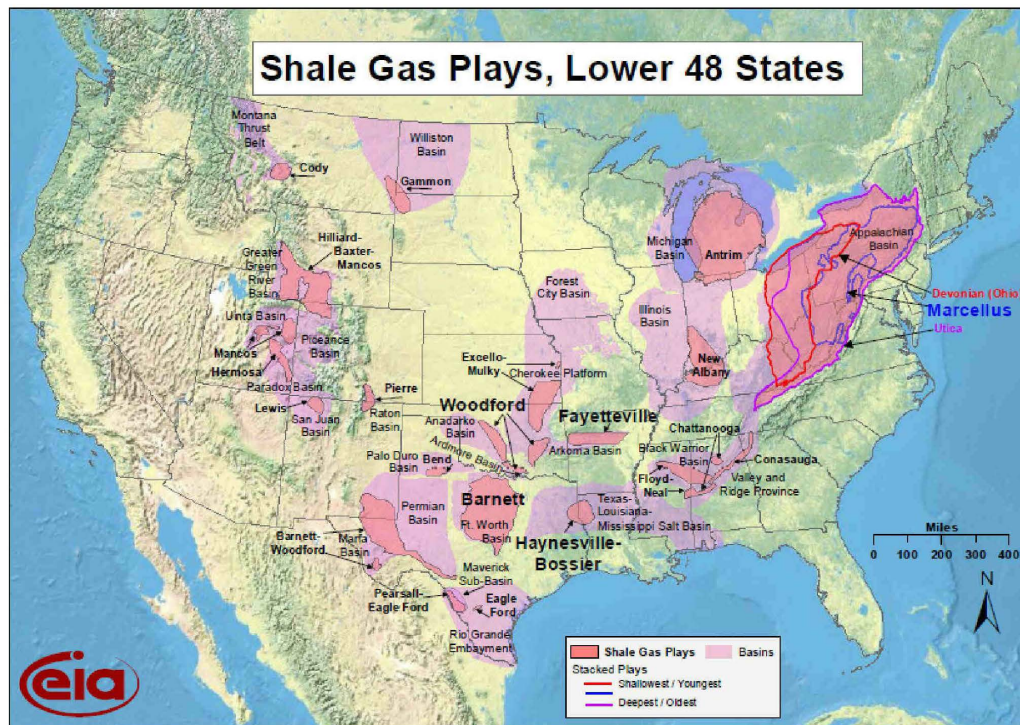 Shale Gas Plays, Lower 48 States
Montana
Thrust
Belt
Cody
Williston
Basin
Gammon
Hilliard-
Baxter-
Mancos
Greater
Green
River
Basin
Uinta Basin
Mancos
Piceance
Basin
Hermosa
Paradox Basin
Lewis
San Juan
Basin
Pierre
Raton
Basin
Forest
City Basin
Excello-
Mulky
Cherokee Platform
Woodford
Anadarko
Basin
Ardmore Basin
Palo Duro
Basin
Bend
Fayetteville
Arkoma Basin
Michigan
Basin
Antrim
Illinois
Basin
New
Albany
Appalachian
Basin
Devonian (Ohio
Marcellus
Utica
Chattanooga
Black Warrior
Basin
Conasauga
Floyd-
Neal
Valley and
Ridge Province
Barnett
Ft. Worth
Basin
Permian
Basin
Barnett-
Woodford
Marfa
Basin
Texas-
Louisiana-
Mississippi Salt Basin
Haynesville-
Bossier
Maverick
Sub-Basin
Pearsall-
Eagle Ford
Eagle
Ford
Rio Grande
Embayment
Miles
0 100 200 300 400
N
Shale Gas Plays
Basins
Stacked Plays
Shallowest / Youngest
Deepest / Oldest
eia